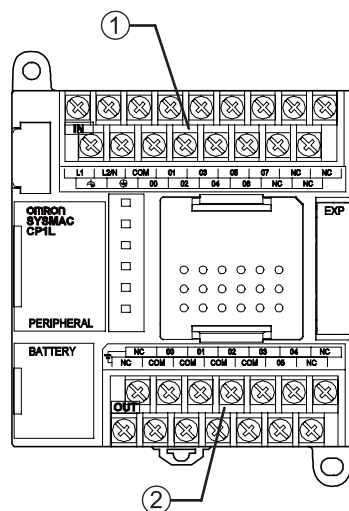 1
IN
L1 L2/N COM 01 03 05 07 NC NC
00 02 04 06 NC NC
OMRON
SYSMAC
CP1L
EXP
PERIPHERAL
BATTERY
NC 00 01 02 03 04 NC
NC COM COM COM COM 05 NC
OUT
2